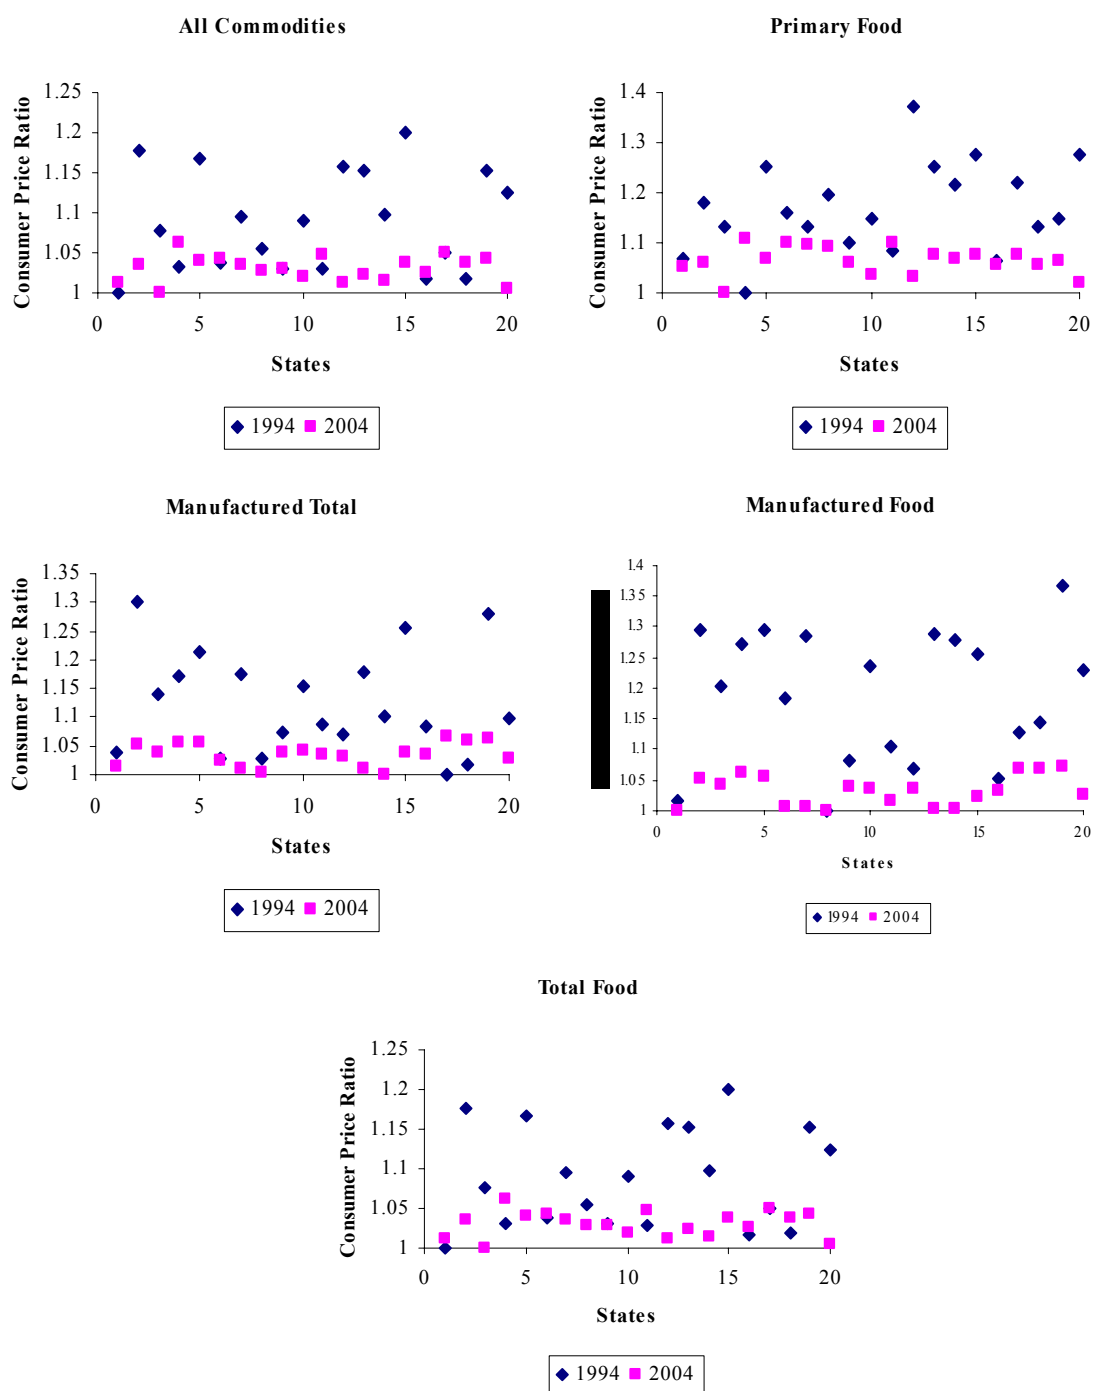 All Commodities
Consumer Price Ratio
1.25
1.2
1.15
1.1
1.05
1
0 5 10 15 20
States
1994 2004
Primary Food
Consumer Price Ratio
1.4
1.3
1.2
1.1
1
0 5 10 15 20
States
1994 2004
Manufactured Total
Consumer Price Ratio
1.35
1.3
1.25
1.2
1.15
1.1
1.05
1
0 5 10 15 20
States
1994 2004
Manufactured Food
1.4
1.35
1.3
1.25
1.2
1.15
1.1
1.05
1
0 5 10 15 20
States
1994 2004
Total Food
Consumer Price Ratio
1.25
1.2
1.15
1.1
1.05
1
0 5 10 15 20
States
1994 2004